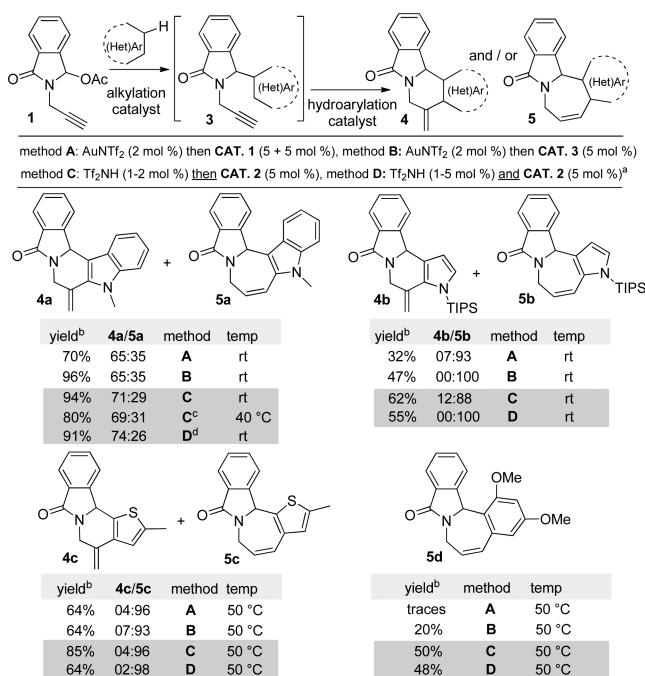 H
(Het)Ar
O
N
OAc
1
alkylation
catalyst
O
N
(Het)Ar
3
hydroarylation
catalyst
O
N
(Het)Ar
4
and / or
O
N
(Het)Ar
5
method A: AuNTf2 (2 mol %) then CAT. 1 (5 + 5 mol %), method B: AuNTf2 (2 mol %) then CAT. 3 (5 mol %)
method C: Tf2NH (1-2 mol %) then CAT. 2 (5 mol %), method D: Tf2NH (1-5 mol %) and CAT. 2 (5 mol %)a
O
N
N
4a
+
O
N
N
5a
yieldb 4a/5a method temp
70% 65:35 A rt
96% 65:35 B rt
94% 71:29 C rt
80% 69:31 Cc 40 °C
91% 74:26 Dd rt
O
N
N
TIPS
4b
+
O
N
N
TIPS
5b
yieldb 4b/5b method temp
32% 07:93 A rt
47% 00:100 B rt
62% 12:88 C rt
55% 00:100 D rt
O
N
S
4c
+
O
N
S
5c
yieldb 4c/5c method temp
64% 04:96 A 50 °C
64% 07:93 B 50 °C
85% 04:96 C 50 °C
64% 02:98 D 50 °C
O
N
OMe
OMe
5d
yieldb method temp
traces A 50 °C
20% B 50 °C
50% C 50 °C
48% D 50 °C